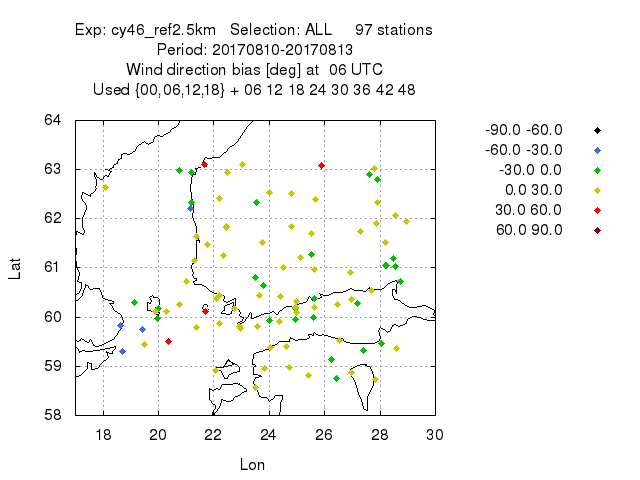 Exp: cy46_ref2.5km   Selection: ALL     97 stations
Period: 20170810-20170813
Wind direction bias [deg] at  06 UTC
Used {00,06,12,18} + 06 12 18 24 30 36 42 48
64
63
62
61
60
59
58
Lat
18 20 22 24 26 28 30
Lon
-90.0 -60.0
-60.0 -30.0
-30.0 0.0
0.0 30.0
30.0 60.0
60.0 90.0